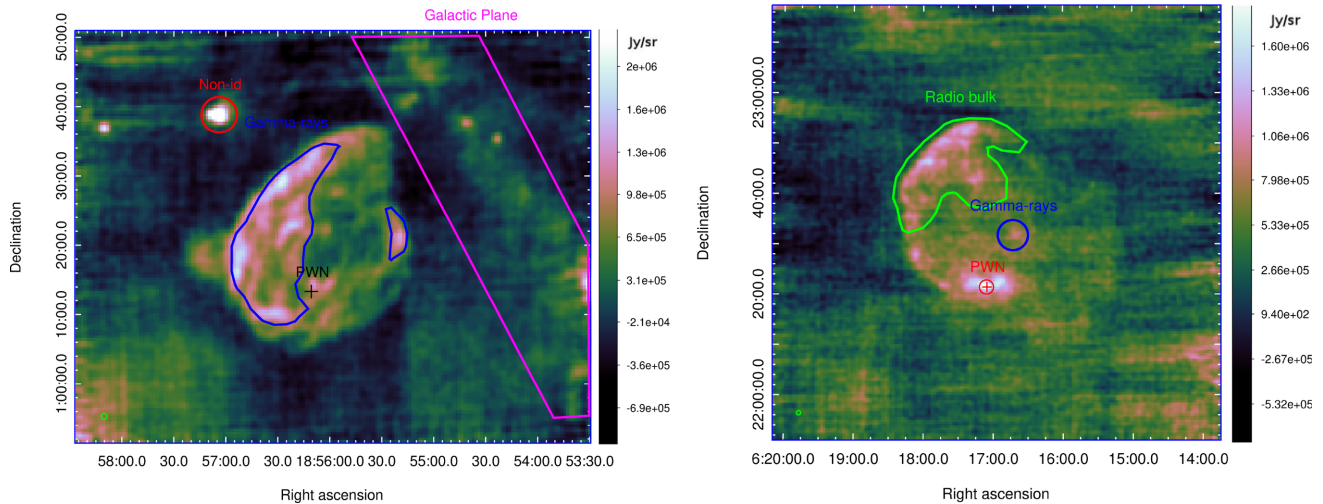 Galactic Plane
Jy/sr
Non-id
Gamma-rays
PWN
50:00.0
40:00.0
30:00.0
20:00.0
10:00.0
1:00:00.0
Declination
58:00.0 30.0 57:00.0 30.0 18:56:00.0 30.0 55:00.0 30.0 54:00.0 53:30.0
Right ascension
2e+06
1.6e+06
1.3e+06
9.8e+05
6.5e+05
3.1e+05
-2.1e+04
-3.6e+05
-6.9e+05
Jy/sr
Radio bulk
Gamma-rays
PWN
23:00:00.0
40:00.0
20:00.0
22:00:00.0
Declination
6:20:00.0 19:00.0 18:00.0 17:00.0 16:00.0 15:00.0 14:00.0
Right ascension
1.60e+06
1.33e+06
1.06e+06
7.98e+05
5.33e+05
2.66e+05
9.40e+02
-2.67e+05
-5.32e+05